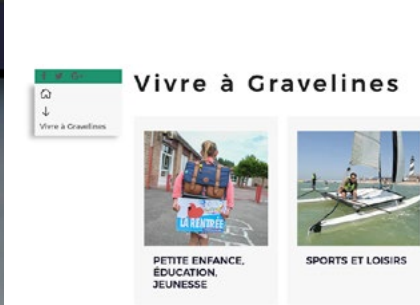 f G+
Vivre à Gravelines
Vivre à Gravelines
LA RENTRÉE
PETITE ENFANCE,
ÉDUCATION,
JEUNESSE
SPORTS ET LOISIRS